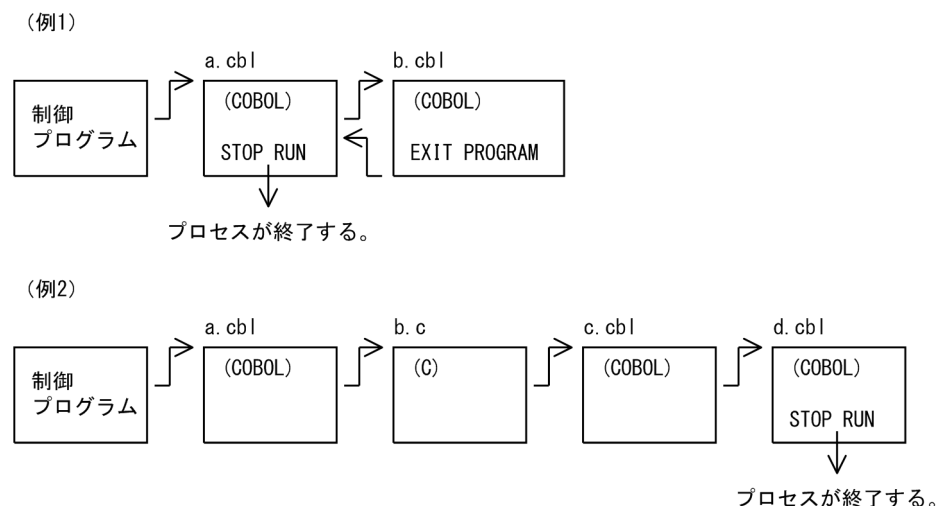 （例1）
a.cbl
b.cbl
制御
プログラム
(COBOL)
STOP RUN
(COBOL)
EXIT PROGRAM
プロセスが終了する。
（例2）
a.cbl
b.c
c.cbl
d.cbl
制御
プログラム
(COBOL)
(C)
(COBOL)
(COBOL)
STOP RUN
プロセスが終了する。